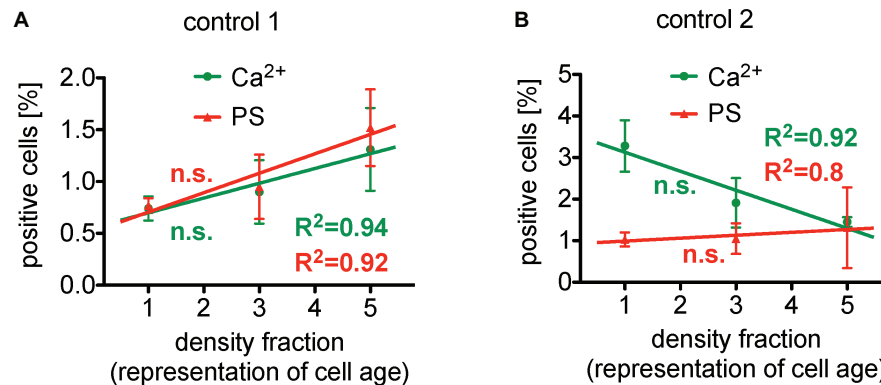 A
control 1
positive cells [%]
2.0
1.5
1.0
0.5
0.0
Ca2+
PS
n.s.
n.s.
R2=0.94
R2=0.92
1 2 3 4 5
density fraction
(representation of cell age)
B
control 2
positive cells [%]
5
4
3
2
1
0
Ca2+
PS
R2=0.92
R2=0.8
n.s.
n.s.
1 2 3 4 5
density fraction
(representation of cell age)